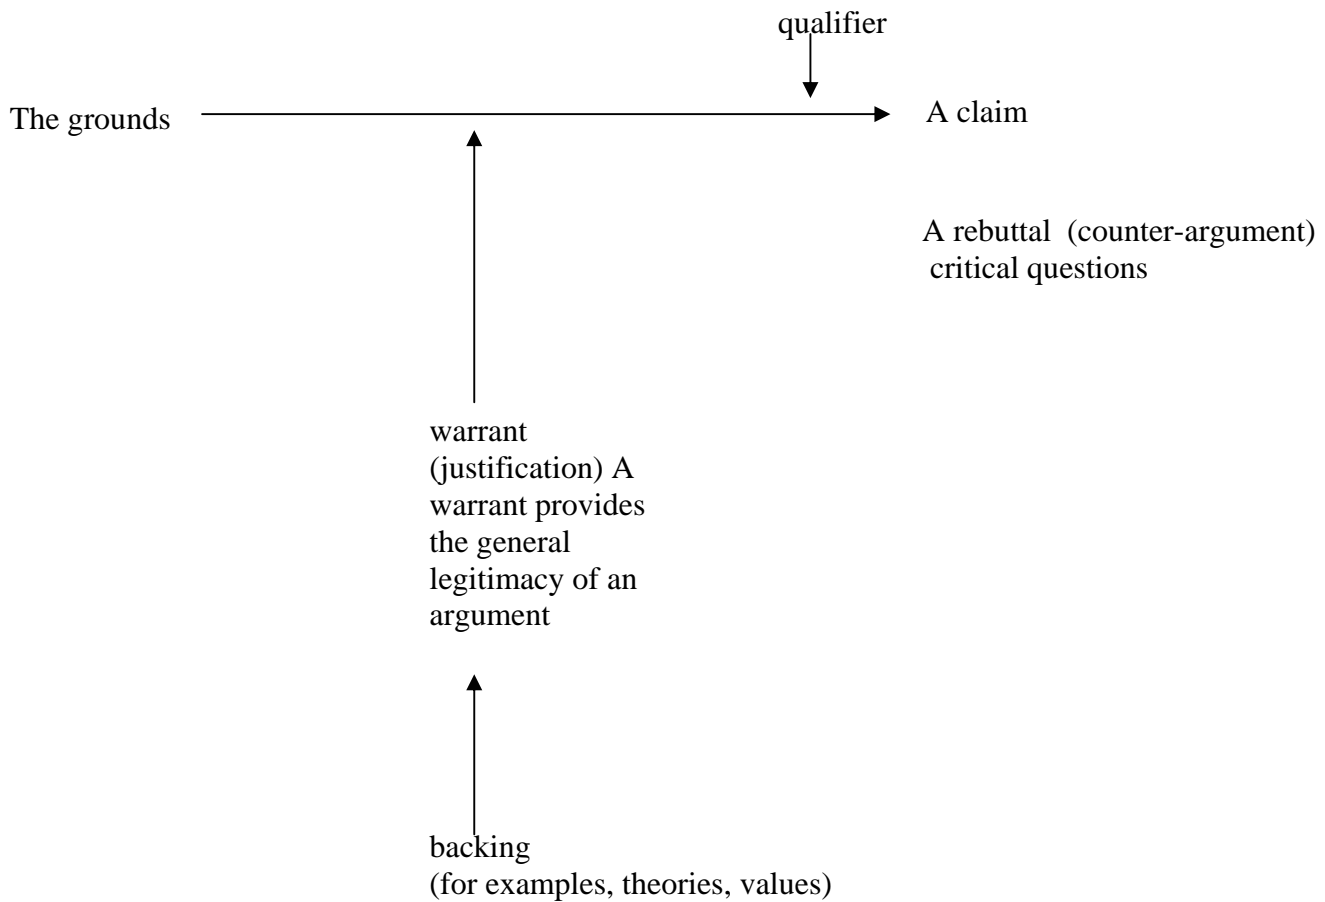 qualifier
The grounds
A claim
A rebuttal (counter-argument)
critical questions
warrant
(justification) A
warrant provides
the general
legitimacy of an
argument
backing
(for examples, theories, values)